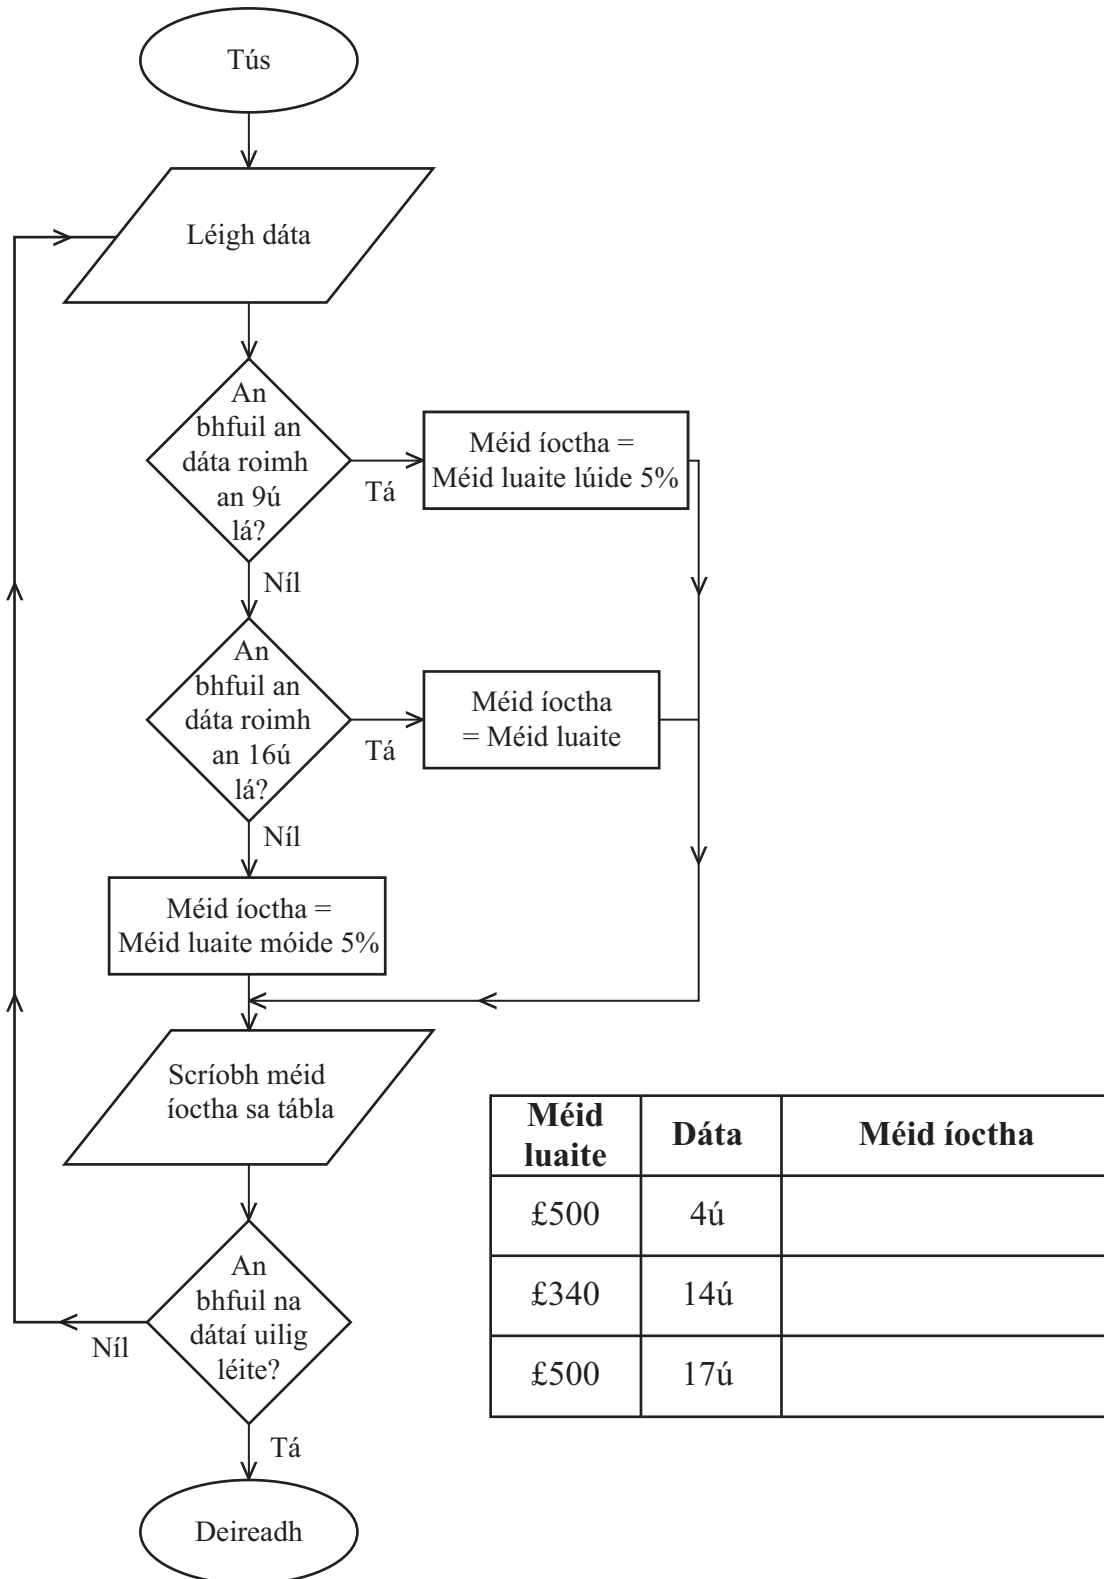 Tús
Léigh dáta
An
bhfuil an
dáta roimh
an 9ú
lá?
Tá
Méid íoctha =
Méid luaite lúide 5%
Níl
An
bhfuil an
dáta roimh
an 16ú
lá?
Tá
Méid íoctha
= Méid luaite
Níl
Méid íoctha =
Méid luaite móide 5%
Scríobh méid
íoctha sa tábla
An
bhfuil na
dátaí uilig
léite?
Níl
Tá
Deireadh
Méid
luaite
Dáta
Méid íoctha
£500
4ú
£340
14ú
£500
17ú